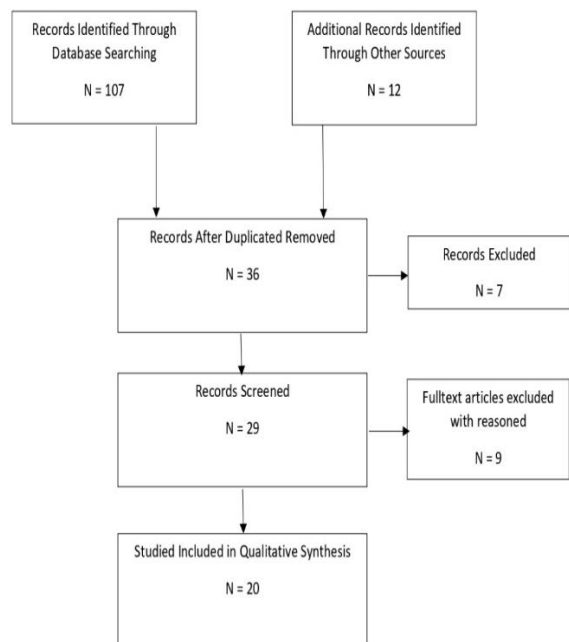 Records Identified Through
Database Searching
N = 107
Additional Records Identified
Through Other Sources
N = 12
Records After Duplicated Removed
N = 36
Records Excluded
N = 7
Records Screened
N = 29
Fulltext articles excluded
with reasoned
N = 9
Studied Included in Qualitative Synthesis
N = 20